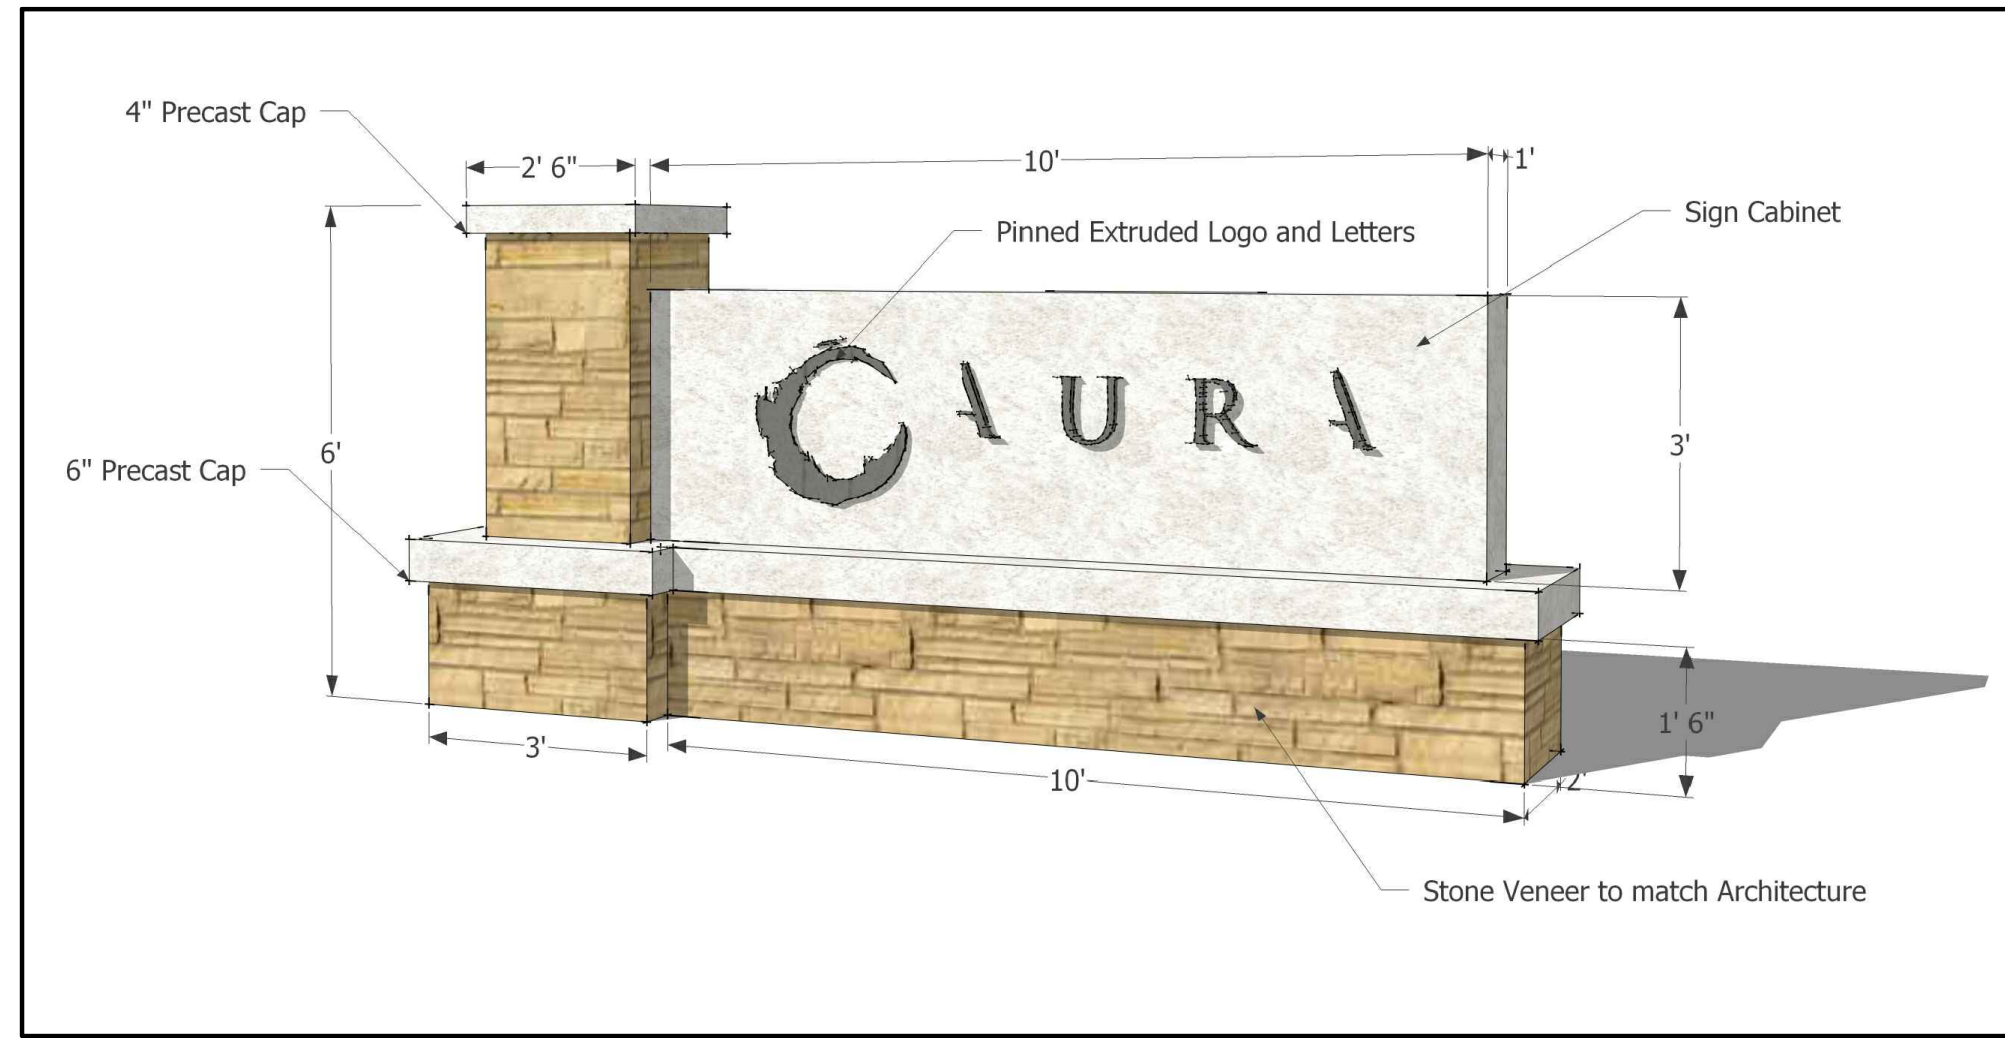 4" Precast Cap
2' 6"
10'
1'
Sign Cabinet
Pinned Extruded Logo and Letters
AURA
6'
3'
6" Precast Cap
1' 6"
3'
10'
2'
Stone Veneer to match Architecture